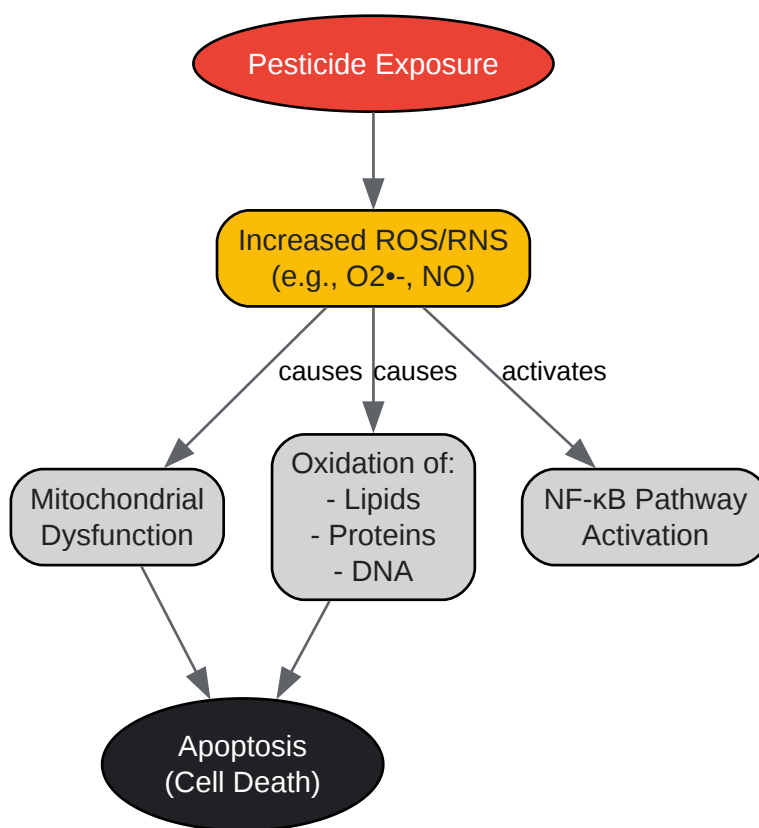 Pesticide Exposure
Increased ROS/RNS
(e.g., O2•-, NO)
causes
causes
activates
Mitochondrial
Dysfunction
Oxidation of:
- Lipids
- Proteins
- DNA
NF-κB Pathway
Activation
Apoptosis
(Cell Death)